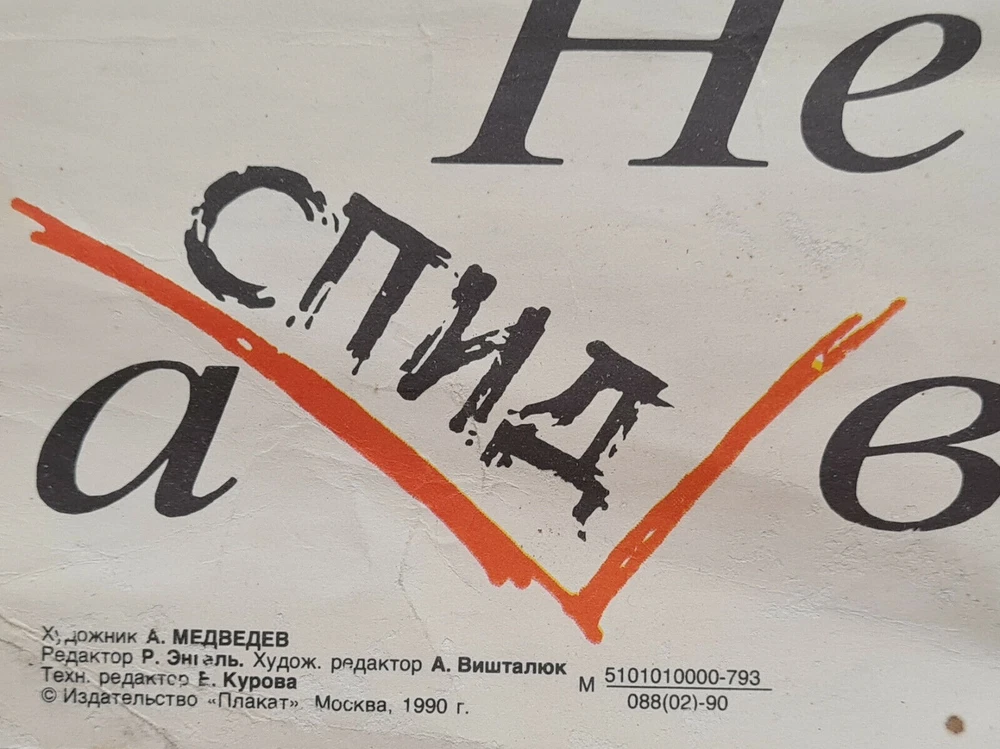 Не
СПИД
а в
Художник А. МЕДВЕДЕВ
Редактор Р. Энгель. Худож. редактор А. Вишталюк
Техн. редактор Е. Курова
© Издательство «Плакат» Москва, 1990 г.
М 5101010000-793
088(02)-90